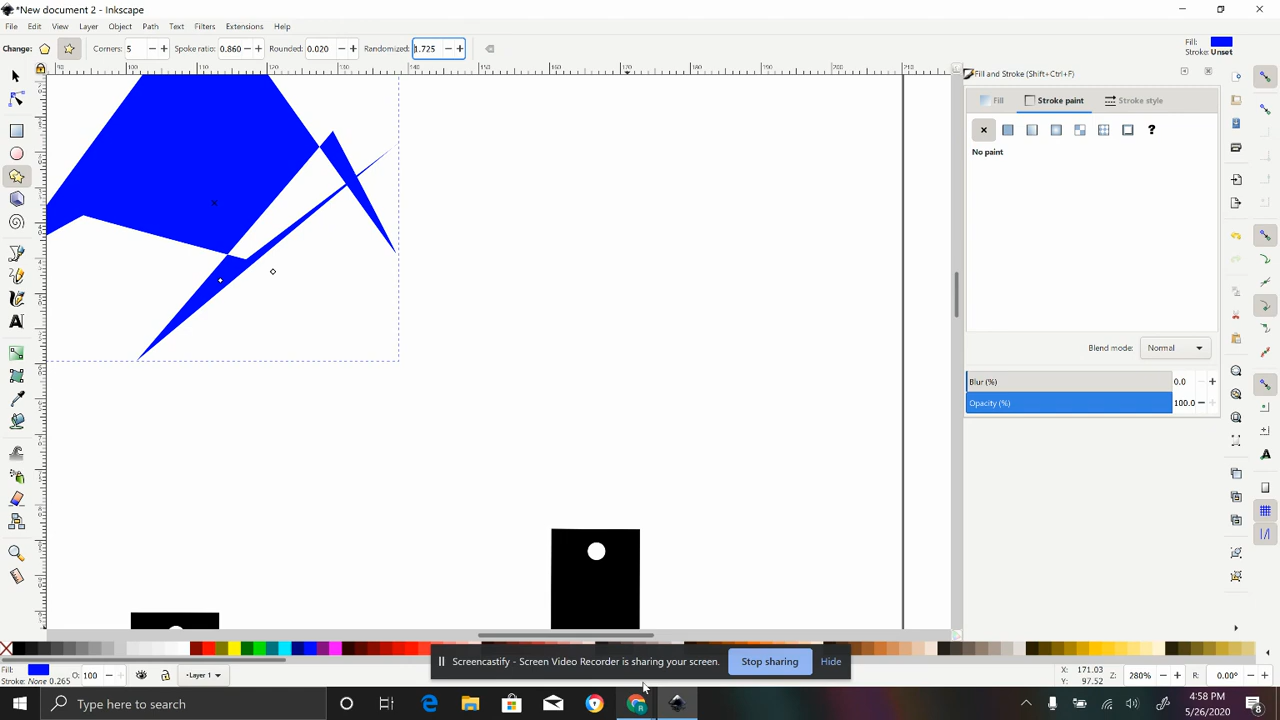 *New document 2 - Inkscape
File Edit View Layer Object Path Text Filters Extensions Help
Change: Corners: 5 Spoke ratio: 0.860 Rounded: 0.020 Randomized: 1.725
Fill:
Stroke: Unset
Fill and Stroke (Shift+Ctrl+F)
Fill Stroke paint Stroke style
No paint
Blend mode: Normal
Blur (%) 0.0
Opacity (%) 100.0
Screencastify - Screen Video Recorder is sharing your screen. Stop sharing Hide
Fill:
Stroke: None 0.265
O: 100
Layer 1
X: 171.03
Y: 97.52
Z: 280%
R: 0.00°
Type here to search
4:58 PM
5/26/2020